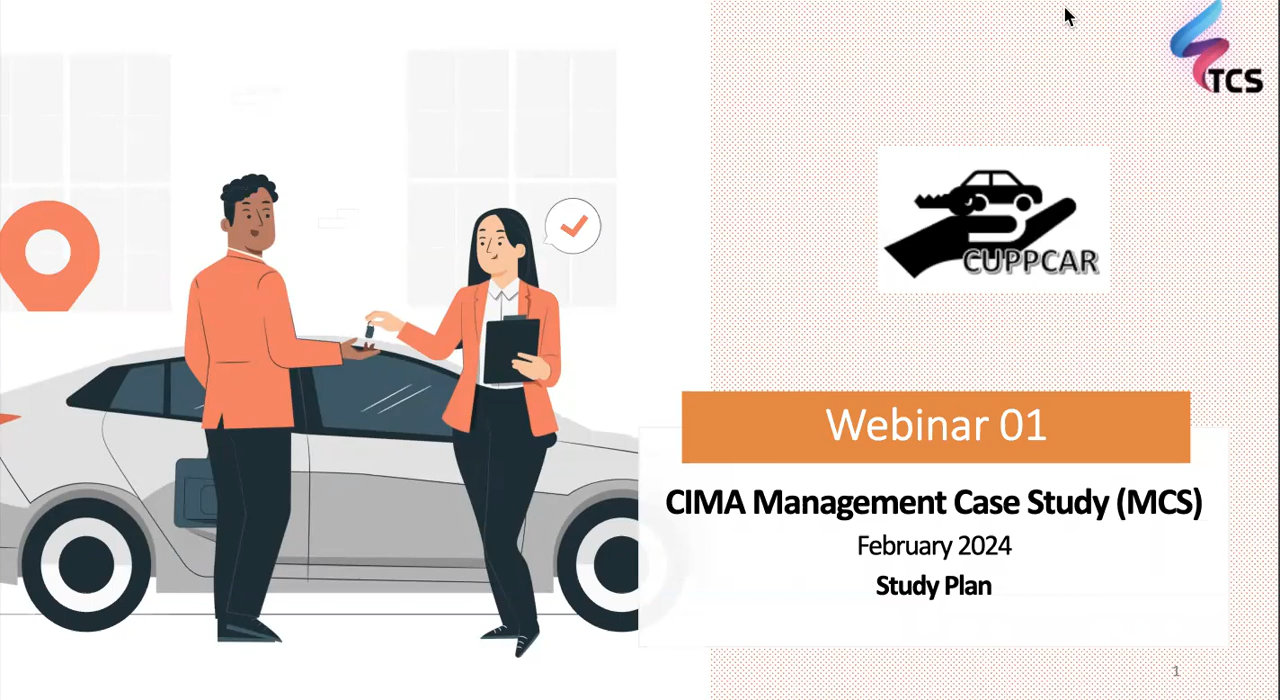 TCS
CUPPCAR
Webinar 01
CIMA Management Case Study (MCS)
February 2024
Study Plan
1